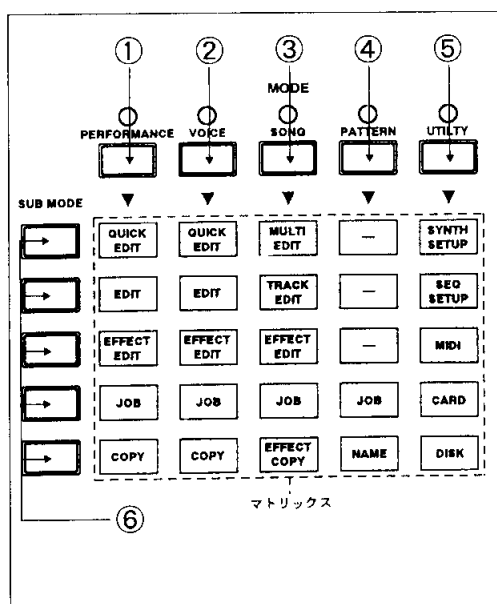 ① ② ③ ④ ⑤
MODE
PERFORMANCE VOICE SONG PATTERN UTILTY
SUB MODE
QUICK EDIT QUICK EDIT MULTI EDIT — SYNTH SETUP
EDIT EDIT TRACK EDIT — SEQ SETUP
EFFECT EDIT EFFECT EDIT EFFECT EDIT — MIDI
JOB JOB JOB JOB CARD
COPY COPY EFFECT COPY NAME DISK
マトリックス
⑥